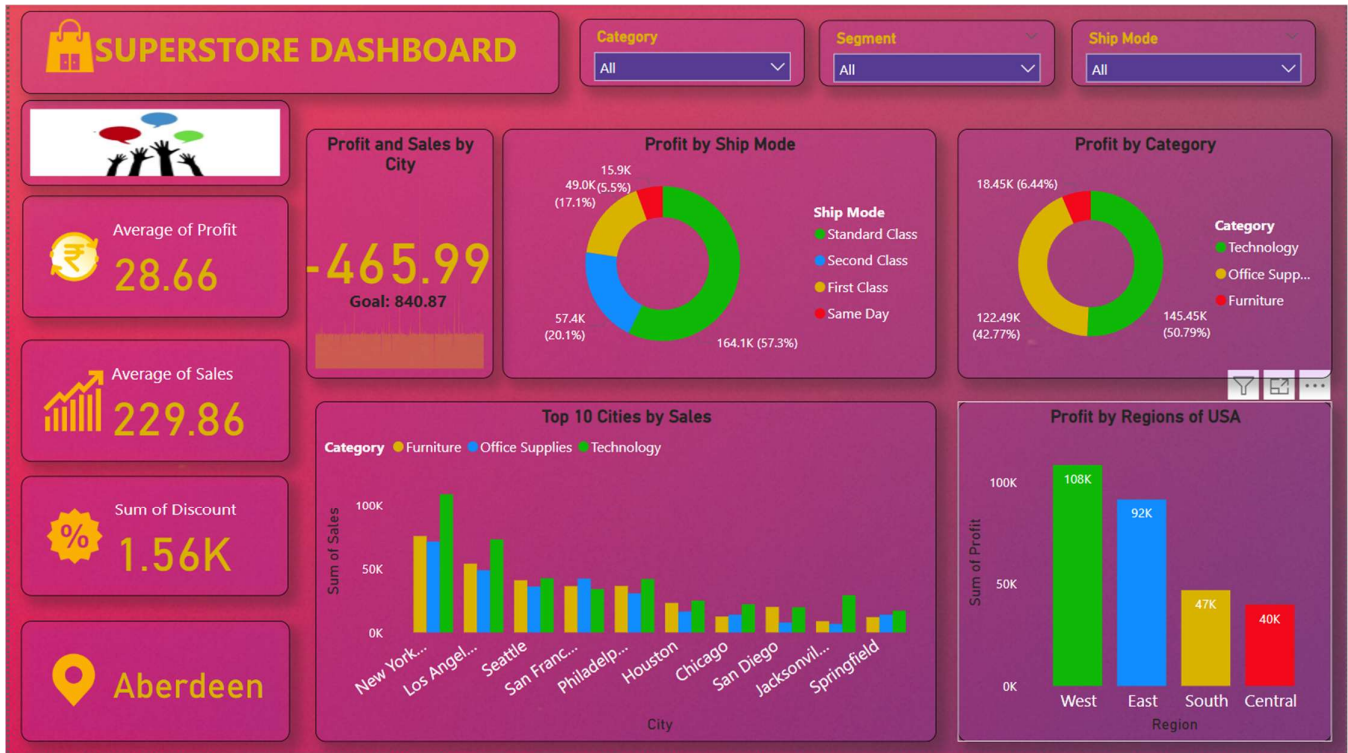 SUPERSTORE DASHBOARD
Category
All
Segment
All
Ship Mode
All
Average of Profit
₹
28.66
Average of Sales
229.86
Sum of Discount
%
1.56K
Aberdeen
Profit and Sales by
City
-465.99
Goal: 840.87
Profit by Ship Mode
15.9K
(5.5%)
49.0K
(17.1%)
57.4K
(20.1%)
164.1K (57.3%)
Ship Mode
Standard Class
Second Class
First Class
Same Day
Profit by Category
18.45K (6.44%)
122.49K
(42.77%)
145.45K
(50.79%)
Category
Technology
Office Supp...
Furniture
Top 10 Cities by Sales
Category Furniture Office Supplies Technology
Sum of Sales
100K
50K
0K
New York...
Los Angel...
Seattle
San Franc...
Philadelp...
Houston
Chicago
San Diego
Jacksonvil...
Springfield
City
Profit by Regions of USA
Sum of Profit
100K
50K
0K
108K
92K
47K
40K
West East South Central
Region